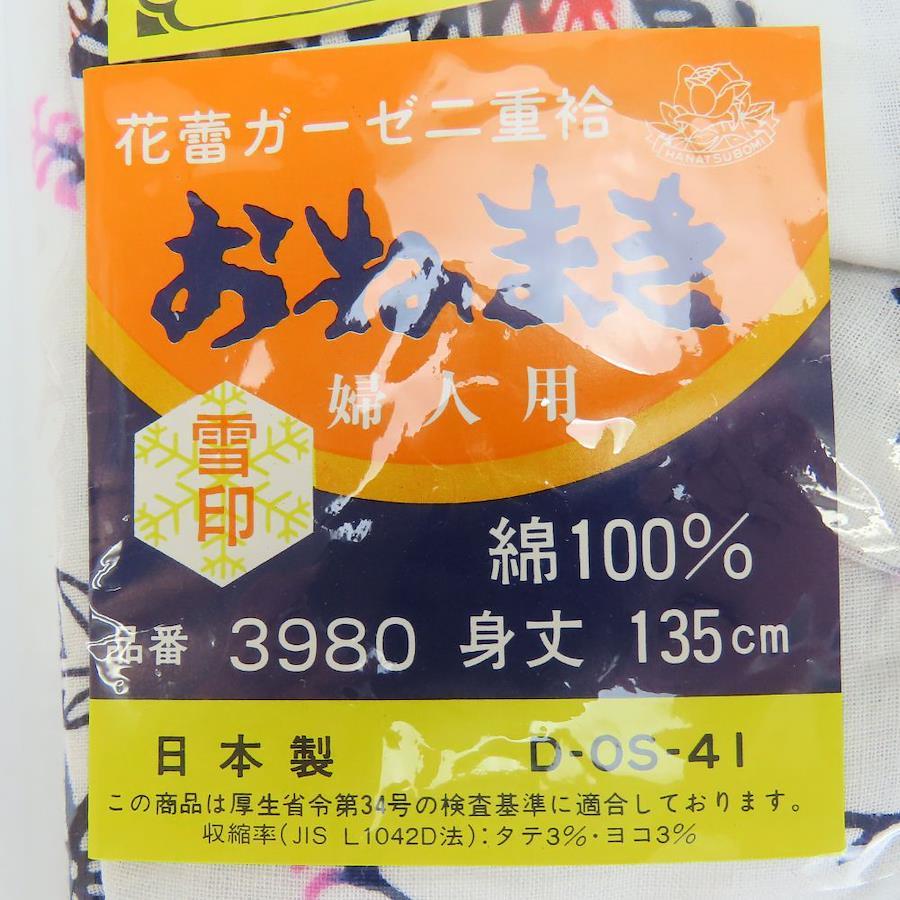 花蕾ガーゼ二重袷
HANATSUBOMI
おそのまき
婦人用
雪印
綿100%
品番 3980 身丈 135cm
日本製 D-OS-41
この商品は厚生省令第34号の検査基準に適合しております。
収縮率(JIS L1042D法):タテ3%・ヨコ3%